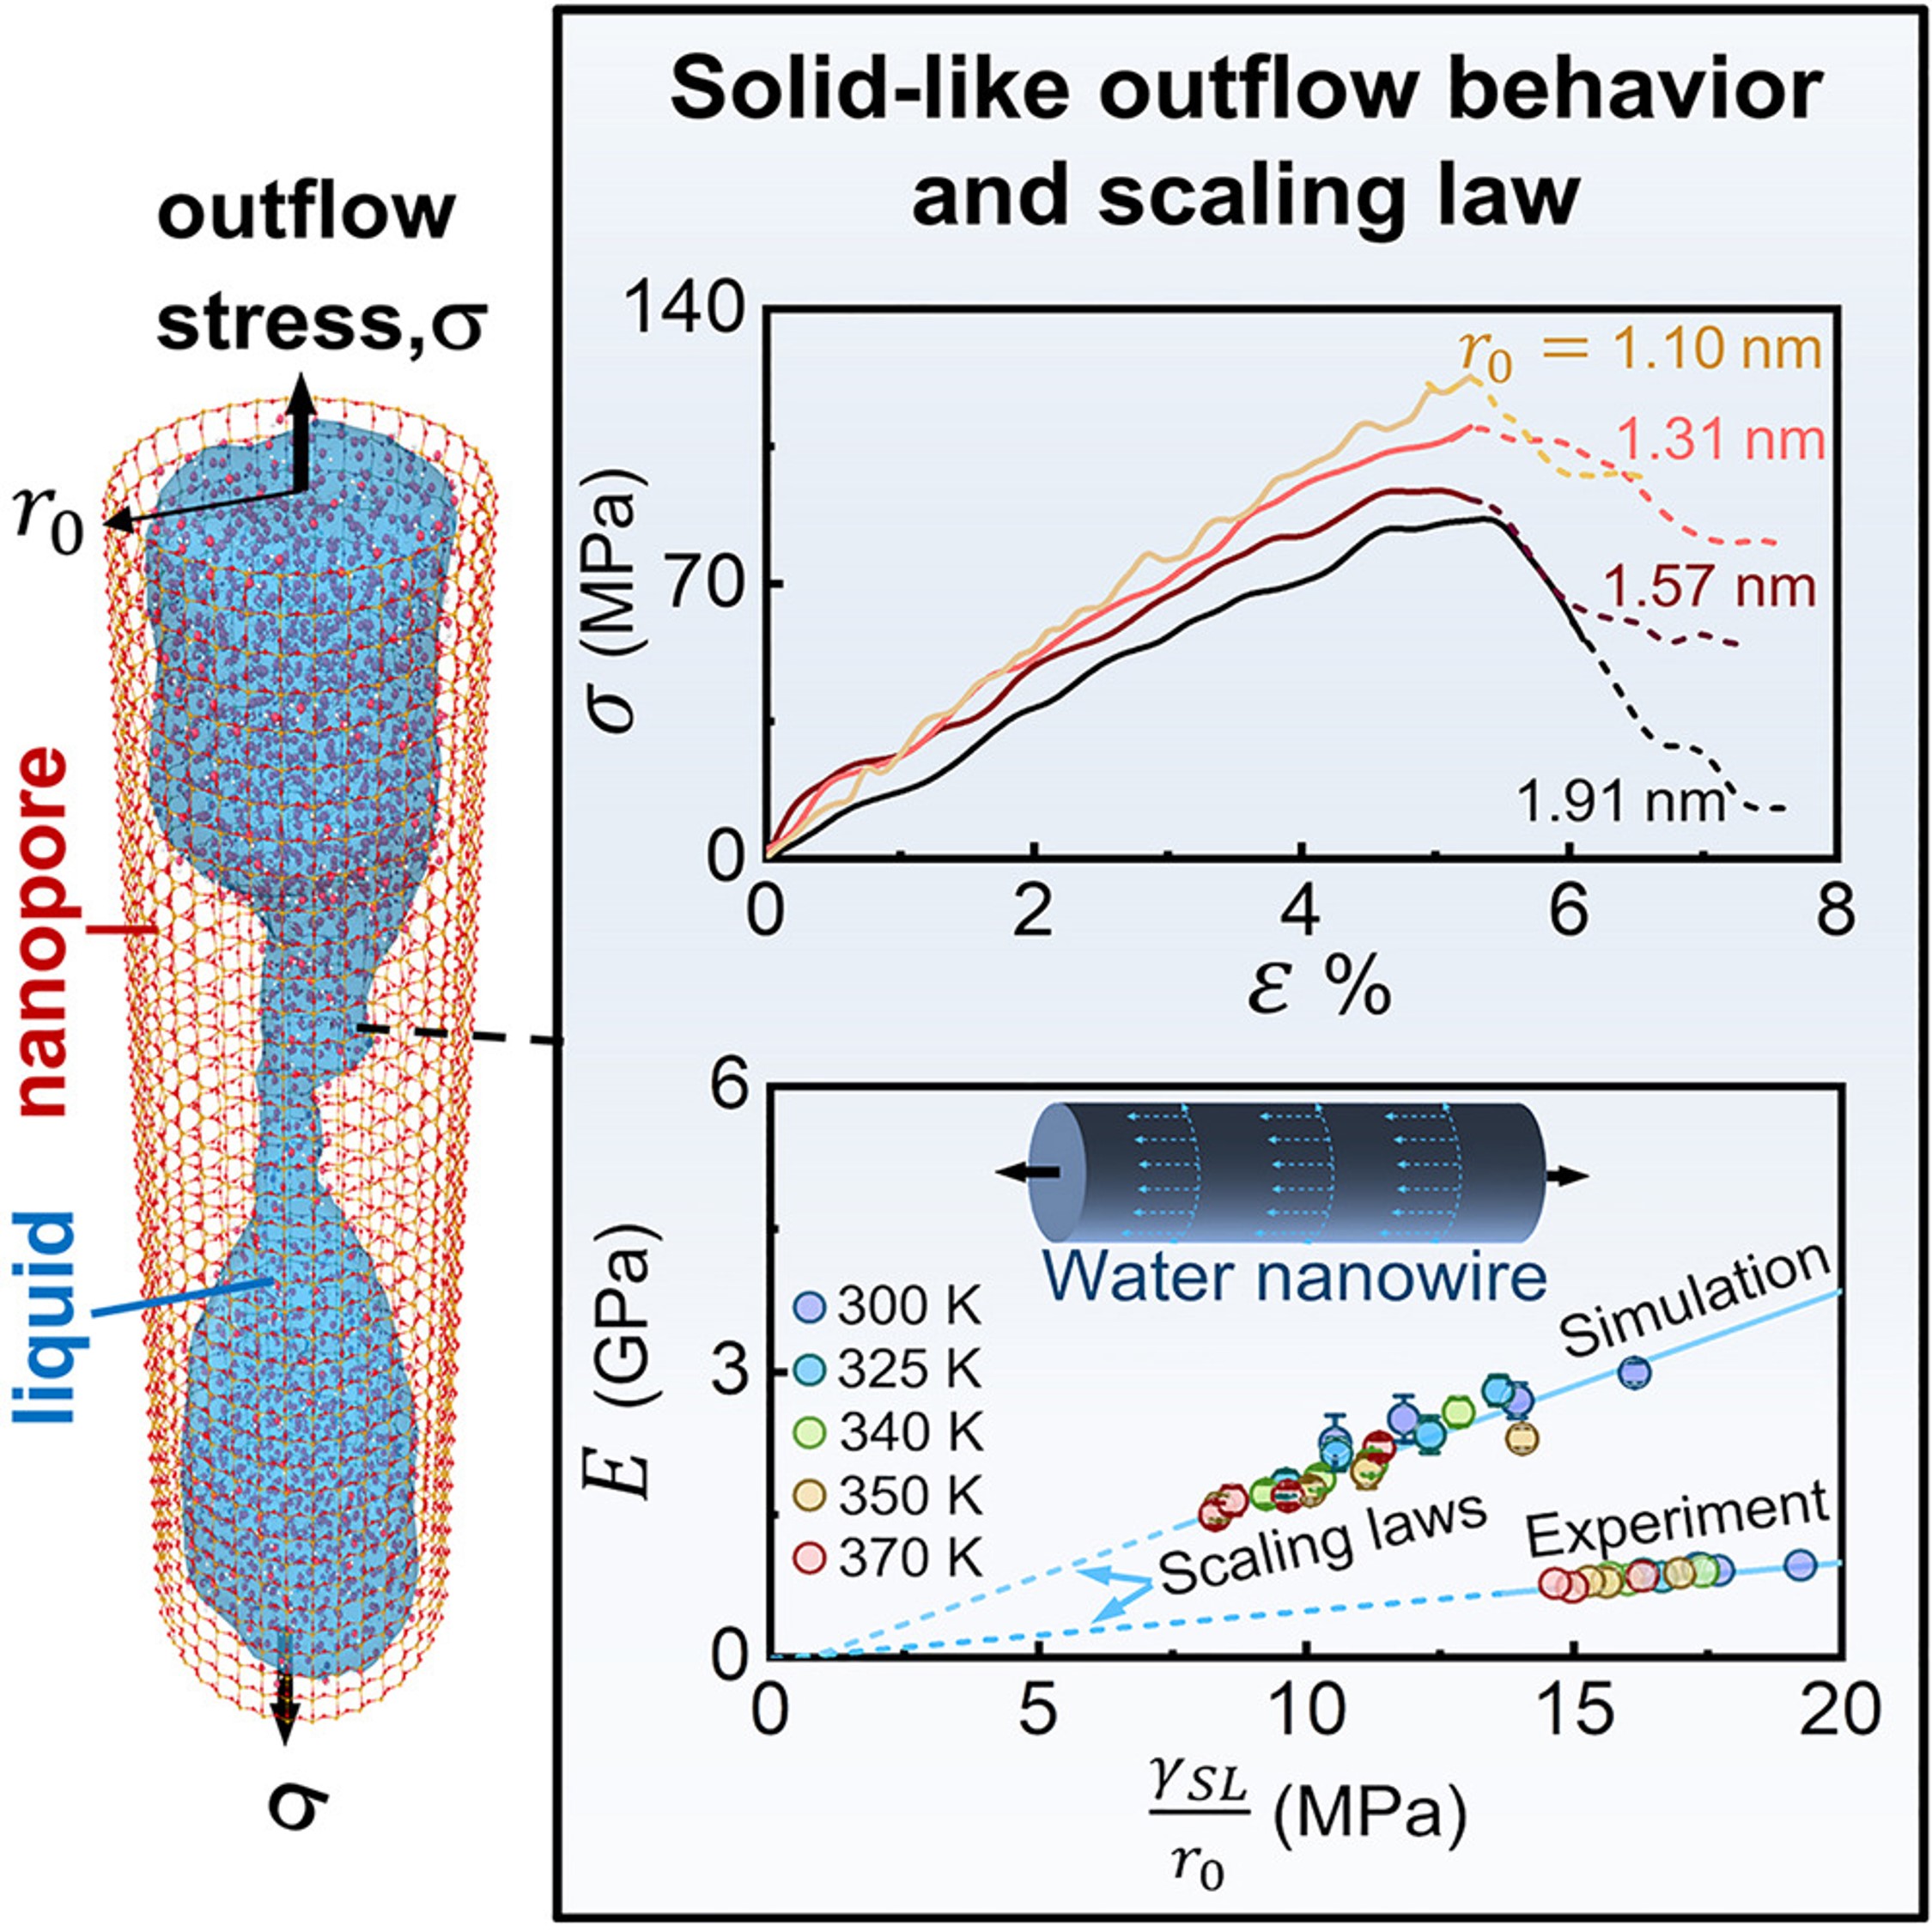 outflow
stress,σ
r₀
nanopore
liquid
σ
Solid-like outflow behavior
and scaling law
140
70
0
σ (MPa)
r₀ = 1.10 nm
1.31 nm
1.57 nm
1.91 nm
0 2 4 6 8
ε %
6
3
0
E (GPa)
Water nanowire
300 K
325 K
340 K
350 K
370 K
Simulation
Scaling laws
Experiment
0 5 10 15 20
γSL/r₀ (MPa)